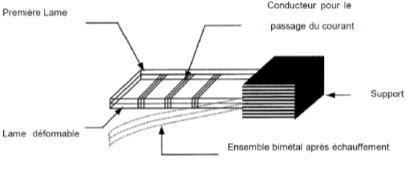 Première Lame
Conducteur pour le
passage du courant
Support
Lame déformable
Ensemble bimétal après échauffement